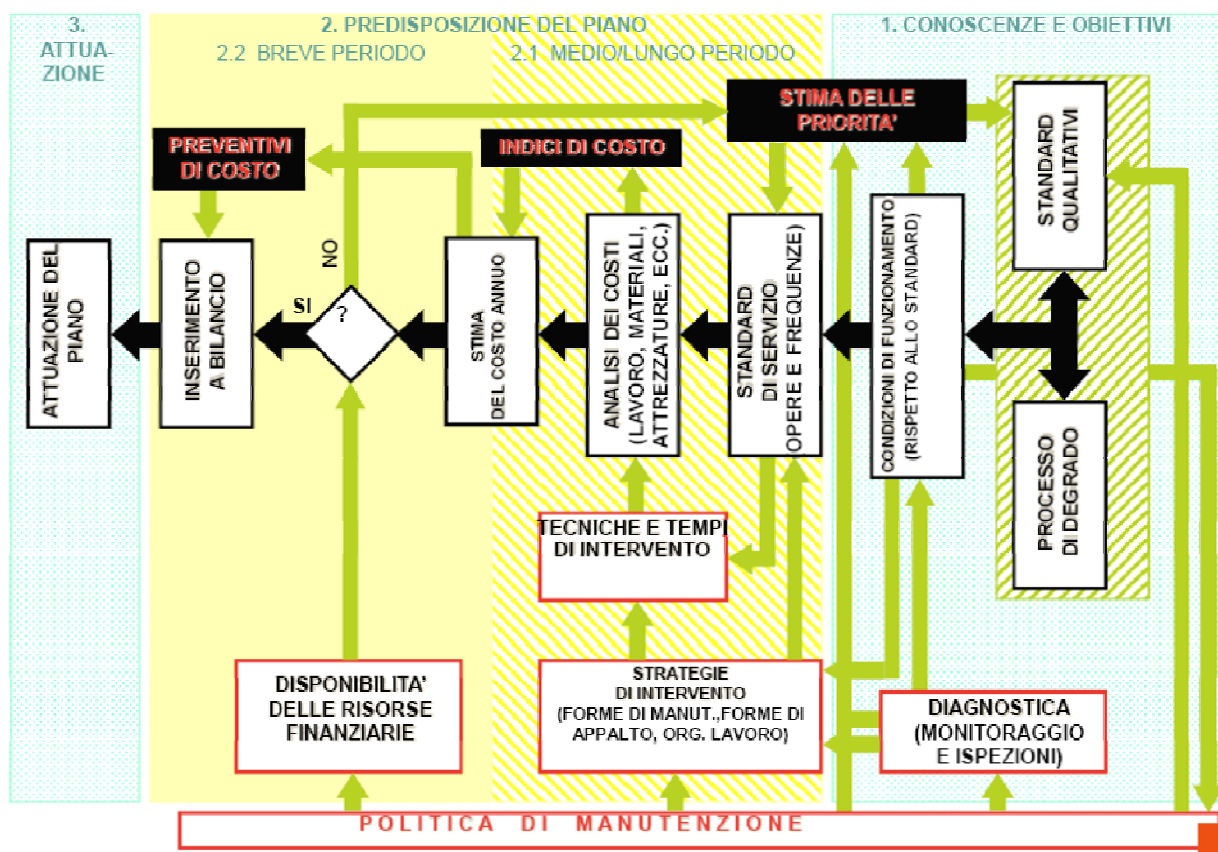 3.
ATTUA-
ZIONE
2. PREDISPOSIZIONE DEL PIANO
2.2 BREVE PERIODO
2.1 MEDIO/LUNGO PERIODO
1. CONOSCENZE E OBIETTIVI
STIMA DELLE
PRIORITA'
PREVENTIVI
DI COSTO
INDICI DI COSTO
STANDARD
QUALITATIVI
ATTUAZIONE DEL
PIANO
INSERIMENTO
A BILANCIO
NO
SI
?
STIMA
DEL COSTO ANNUO
ANALISI DEI COSTI
(LAVORO, MATERIALI,
ATTREZZATURE, ECC.)
STANDARD
DI SERVIZIO
OPERE E FREQUENZE)
CONDIZIONI DI FUNZIONAMENTO
(RISPETTO ALLO STANDARD)
PROCESSO
DI DEGRADO
TECNICHE E TEMPI
DI INTERVENTO
DISPONIBILITA'
DELLE RISORSE
FINANZIARIE
STRATEGIE
DI INTERVENTO
(FORME DI MANUT.,FORME DI
APPALTO, ORG. LAVORO)
DIAGNOSTICA
(MONITORAGGIO
E ISPEZIONI)
POLITICA DI MANUTENZIONE